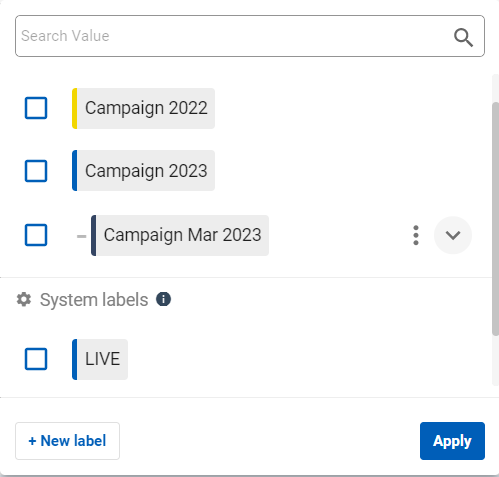 Search Value
Campaign 2022
Campaign 2023
Campaign Mar 2023
System labels
LIVE
+ New label
Apply